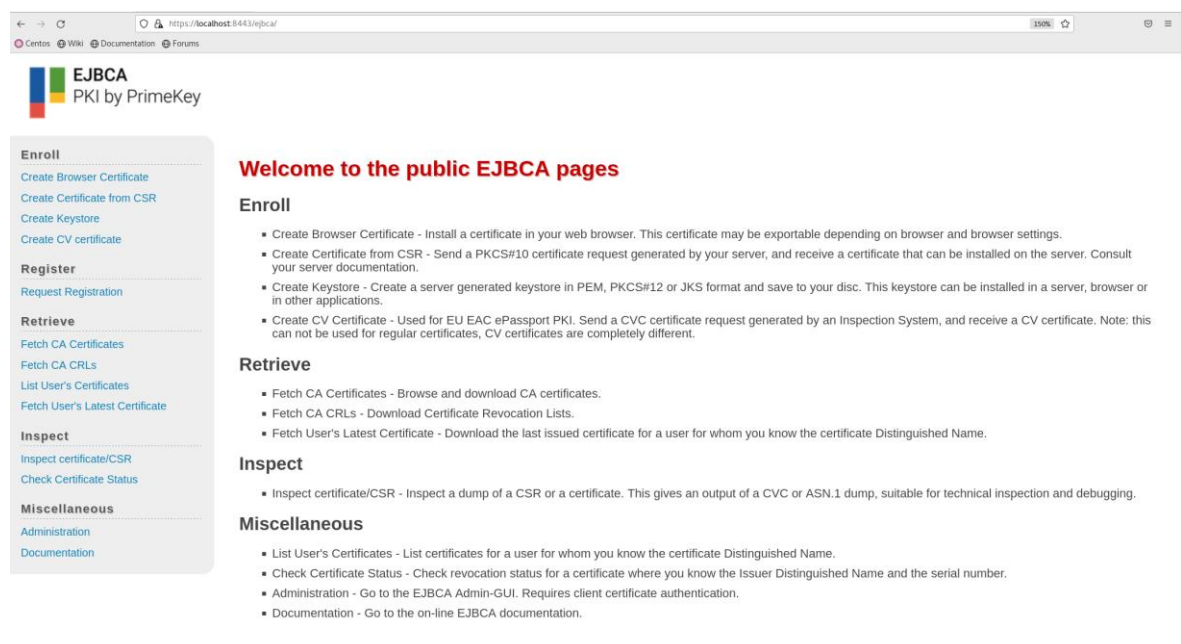 https://localhost:8443/ejbca/
150%
Centos Wiki Documentation Forums
EJBCA
PKI by PrimeKey
Enroll
Create Browser Certificate
Create Certificate from CSR
Create Keystore
Create CV certificate
Register
Request Registration
Retrieve
Fetch CA Certificates
Fetch CA CRLs
List User's Certificates
Fetch User's Latest Certificate
Inspect
Inspect certificate/CSR
Check Certificate Status
Miscellaneous
Administration
Documentation
Welcome to the public EJBCA pages
Enroll
Create Browser Certificate - Install a certificate in your web browser. This certificate may be exportable depending on browser and browser settings.
Create Certificate from CSR - Send a PKCS#10 certificate request generated by your server, and receive a certificate that can be installed on the server. Consult
your server documentation.
Create Keystore - Create a server generated keystore in PEM, PKCS#12 or JKS format and save to your disc. This keystore can be installed in a server, browser or
in other applications.
Create CV Certificate - Used for EU EAC ePassport PKI. Send a CVC certificate request generated by an Inspection System, and receive a CV certificate. Note: this
can not be used for regular certificates, CV certificates are completely different.
Retrieve
Fetch CA Certificates - Browse and download CA certificates.
Fetch CA CRLs - Download Certificate Revocation Lists.
Fetch User's Latest Certificate - Download the last issued certificate for a user for whom you know the certificate Distinguished Name.
Inspect
Inspect certificate/CSR - Inspect a dump of a CSR or a certificate. This gives an output of a CVC or ASN.1 dump, suitable for technical inspection and debugging.
Miscellaneous
List User's Certificates - List certificates for a user for whom you know the certificate Distinguished Name.
Check Certificate Status - Check revocation status for a certificate where you know the Issuer Distinguished Name and the serial number.
Administration - Go to the EJBCA Admin-GUI. Requires client certificate authentication.
Documentation - Go to the on-line EJBCA documentation.